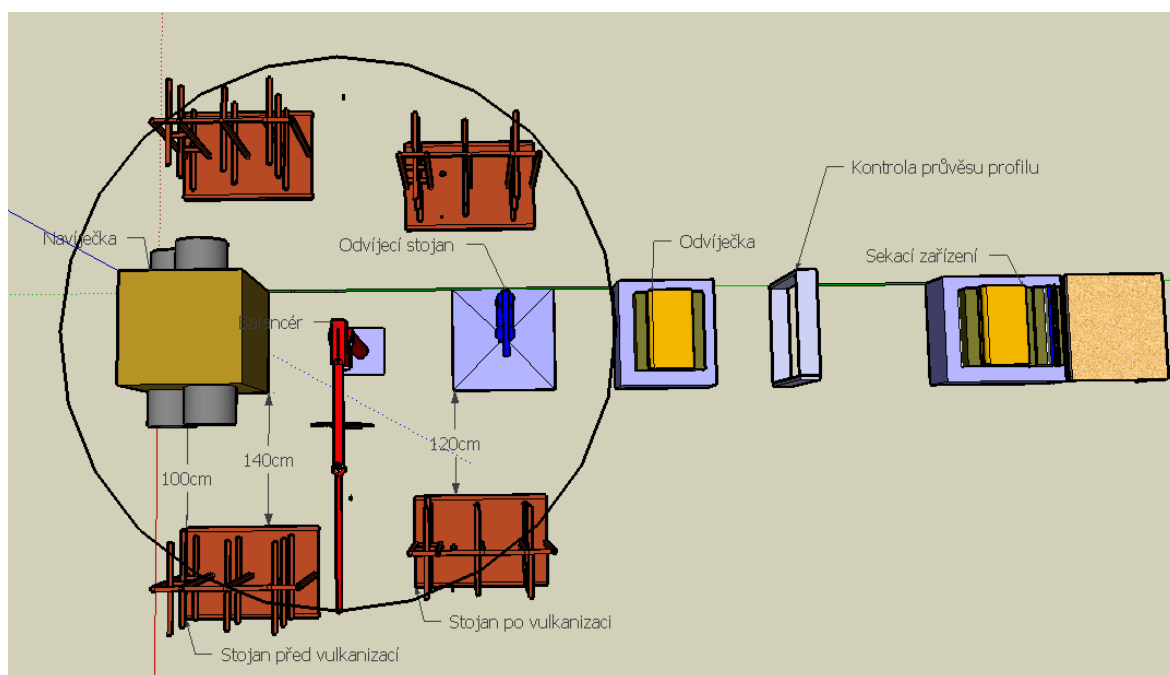 Kontrola průvěsu profilu
Navíječka
Odvíjecí stojan
Odvíječka
Sekací zařízení
Balancér
120cm
140cm
100cm
Stojan po vulkanizaci
Stojan před vulkanizací